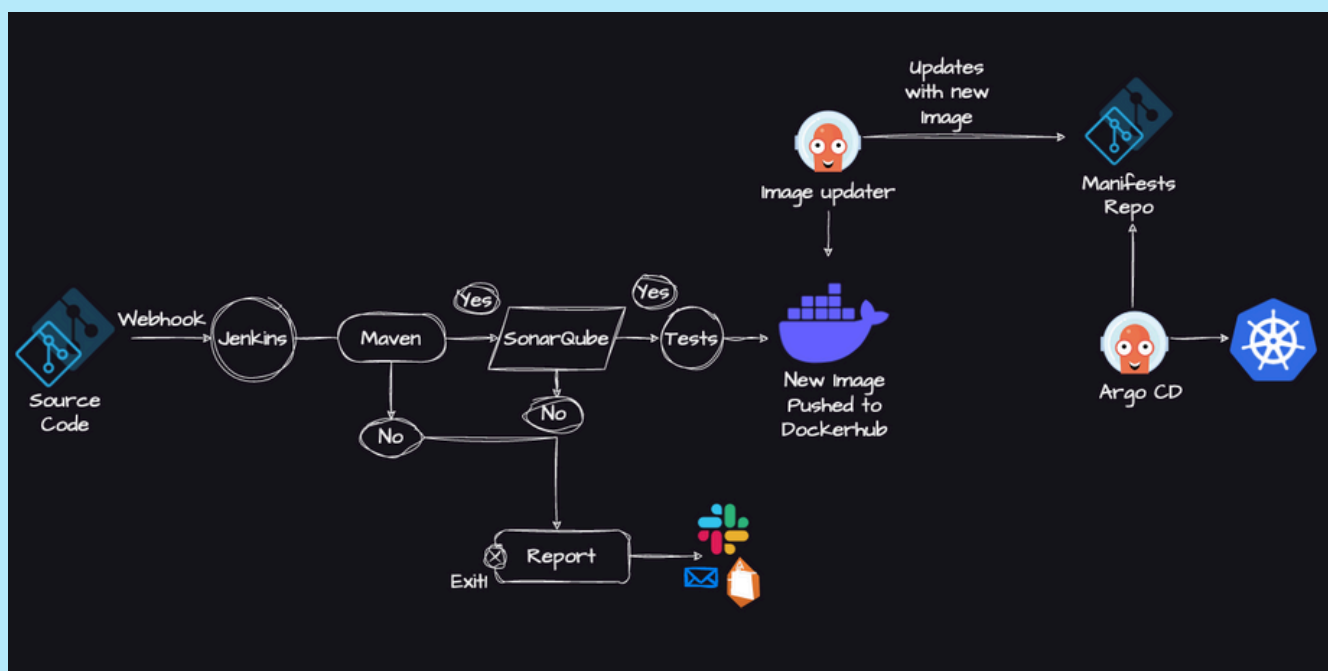 Updates
with new
Image
Image updater
Manifests
Repo
Webhook
Jenkins
Maven
Yes
SonarQube
Yes
Tests
Source
Code
No
No
New Image
Pushed to
Dockerhub
Argo CD
Report
Exit!